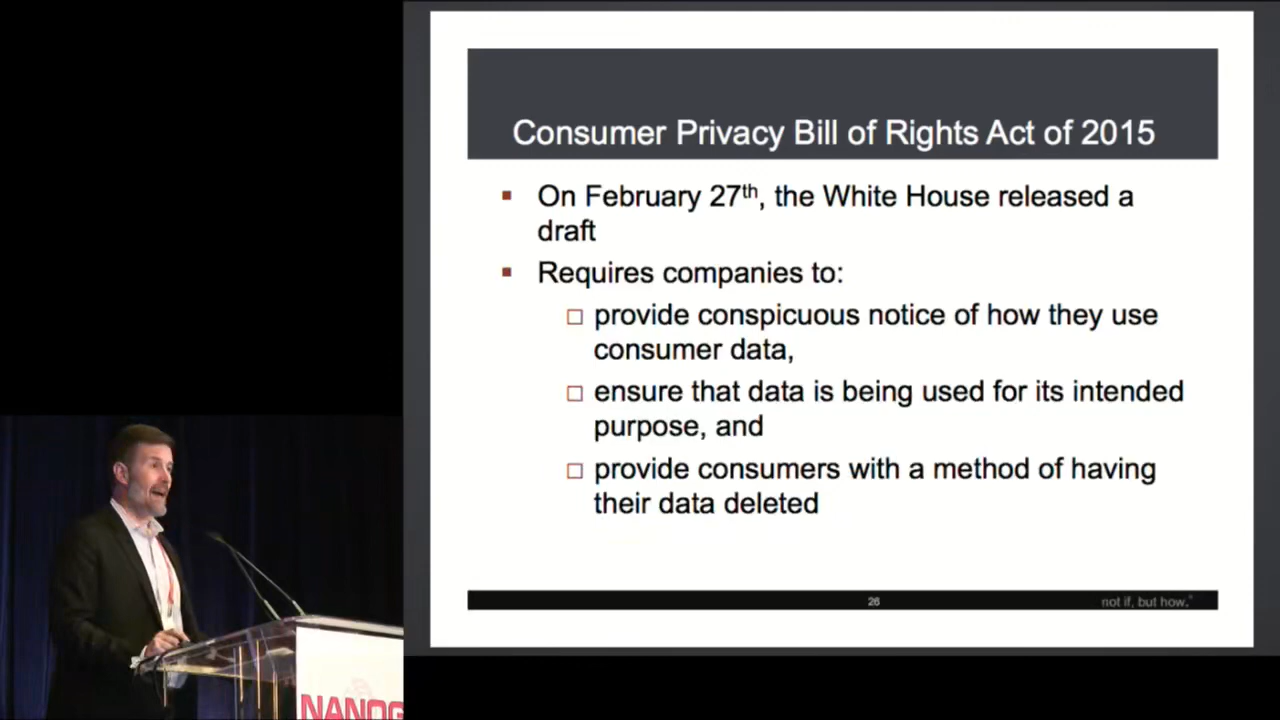 Consumer Privacy Bill of Rights Act of 2015
▪ On February 27th, the White House released a
draft
▪ Requires companies to:
□ provide conspicuous notice of how they use
consumer data,
□ ensure that data is being used for its intended
purpose, and
□ provide consumers with a method of having
their data deleted
26
not if, but how.®
NANOG